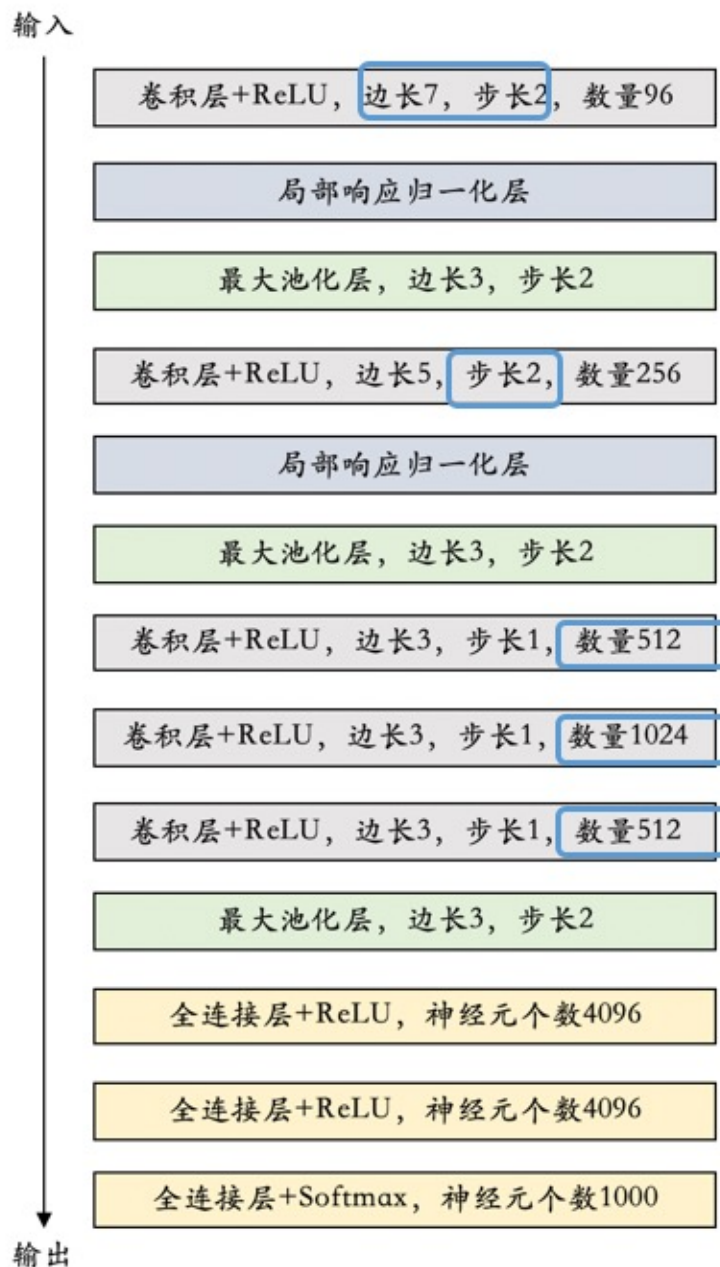 输入
卷积层+ReLU，边长7，步长2，数量96
局部响应归一化层
最大池化层，边长3，步长2
卷积层+ReLU，边长5，步长2，数量256
局部响应归一化层
最大池化层，边长3，步长2
卷积层+ReLU，边长3，步长1，数量512
卷积层+ReLU，边长3，步长1，数量1024
卷积层+ReLU，边长3，步长1，数量512
最大池化层，边长3，步长2
全连接层+ReLU，神经元个数4096
全连接层+ReLU，神经元个数4096
全连接层+Softmax，神经元个数1000
输出